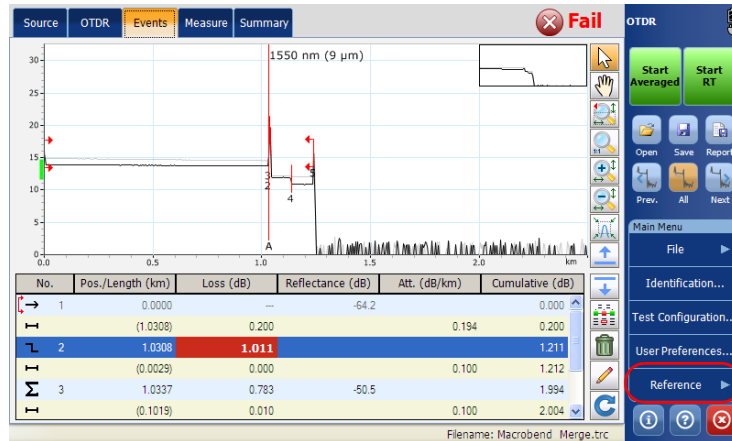 Source OTDR Events Measure Summary Fail
1550 nm (9 µm)
30
25
20
15
10
5
0
0.0 0.5 1.0 1.5 2.0 km
3
2
4
5
A
No. Pos./Length (km) Loss (dB) Reflectance (dB) Att. (dB/km) Cumulative (dB)
1 0.0000 --- -64.2 0.000
(1.0308) 0.200 0.194 0.200
2 1.0308 1.011 1.211
(0.0029) 0.000 0.100 1.212
Σ 3 1.0337 0.783 -50.5 1.994
(0.1019) 0.010 0.100 2.004
Filename: Macrobend Merge.trc
OTDR
Start Averaged
Start RT
Open Save Report
Prev. All Next
Main Menu
File
Identification...
Test Configuration..
User Preferences...
Reference